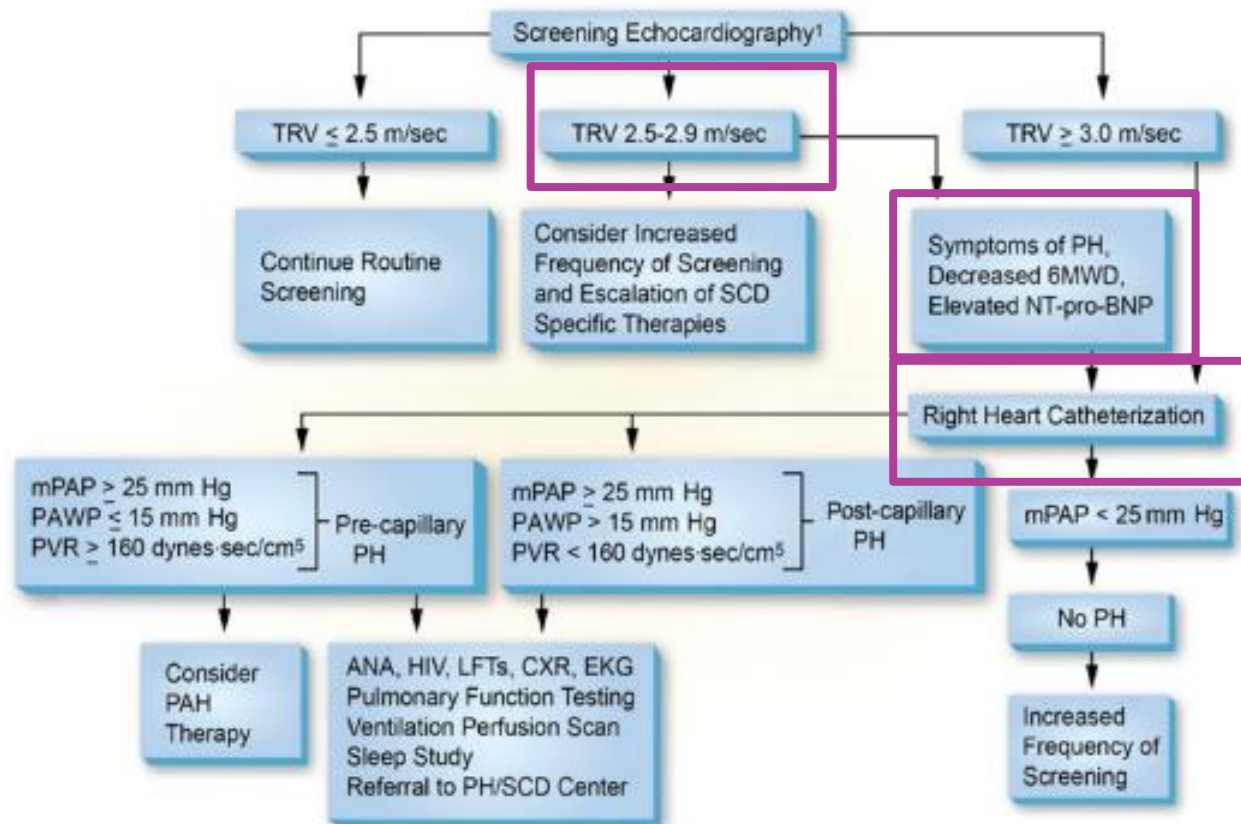 Screening Echocardiography¹
TRV ≤ 2.5 m/sec
TRV 2.5-2.9 m/sec
TRV ≥ 3.0 m/sec
Continue Routine
Screening
Consider Increased
Frequency of Screening
and Escalation of SCD
Specific Therapies
Symptoms of PH,
Decreased 6MWD,
Elevated NT-pro-BNP
Right Heart Catheterization
mPAP ≥ 25 mm Hg
PAWP ≤ 15 mm Hg
PVR ≥ 160 dynes·sec/cm⁵
Pre-capillary
PH
mPAP ≥ 25 mm Hg
PAWP > 15 mm Hg
PVR < 160 dynes·sec/cm⁵
Post-capillary
PH
mPAP < 25 mm Hg
No PH
Increased
Frequency of
Screening
Consider
PAH
Therapy
ANA, HIV, LFTs, CXR, EKG
Pulmonary Function Testing
Ventilation Perfusion Scan
Sleep Study
Referral to PH/SCD Center